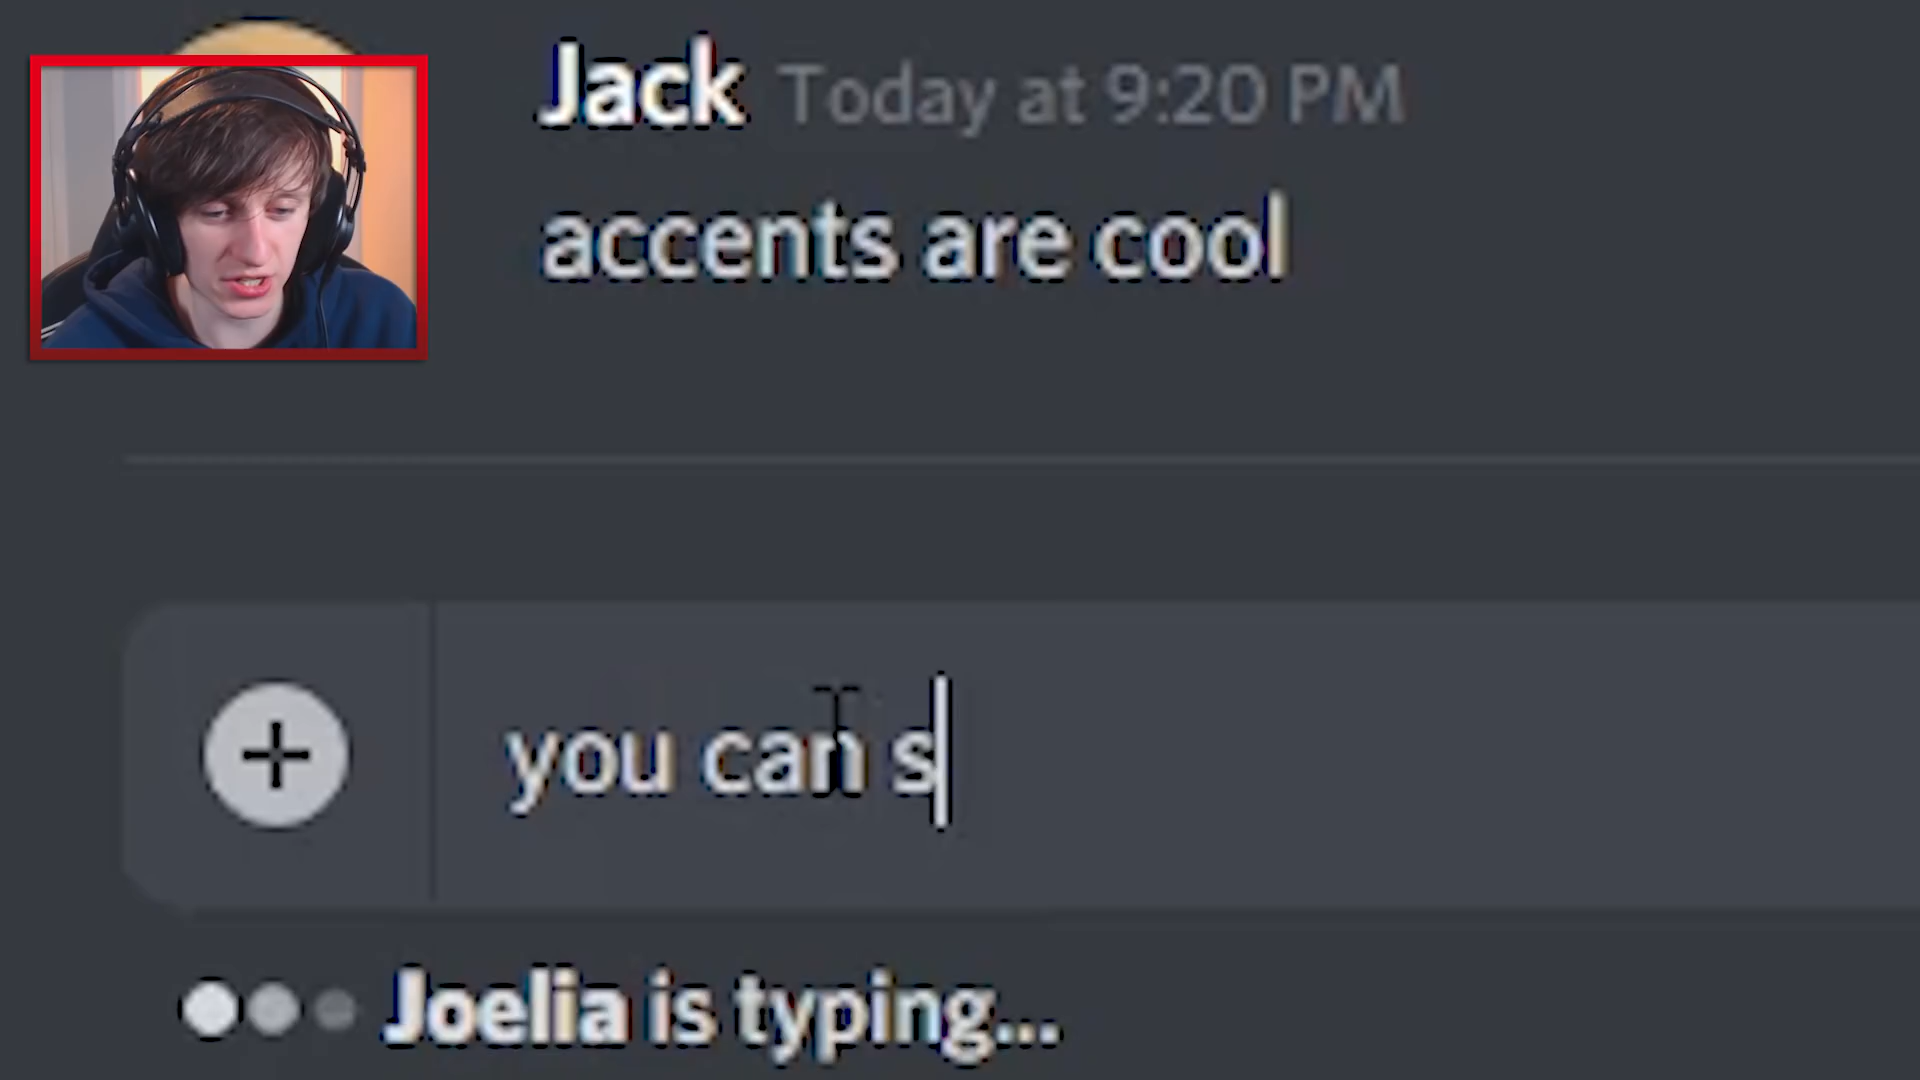 Jack Today at 9:20 PM
accents are cool
you can s
Joelia is typing...